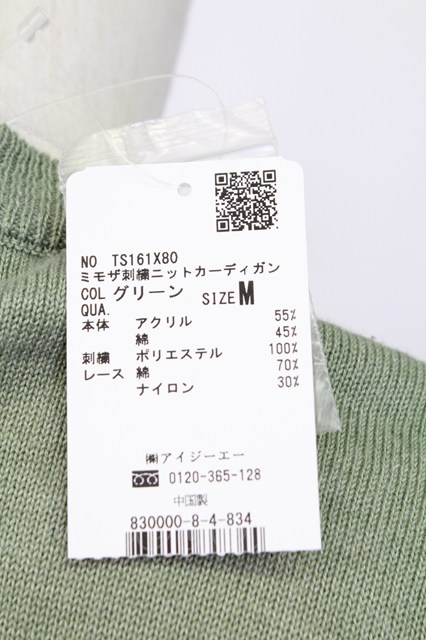 NO TS161X80
ミモザ刺繍ニットカーディガン
COL グリーン SIZE M
QUA.
本体 アクリル 55%
綿 45%
刺繍 ポリエステル 100%
レース 綿 70%
ナイロン 30%
㈱アイジーエー
0120-365-128
中国製
830000-8-4-834